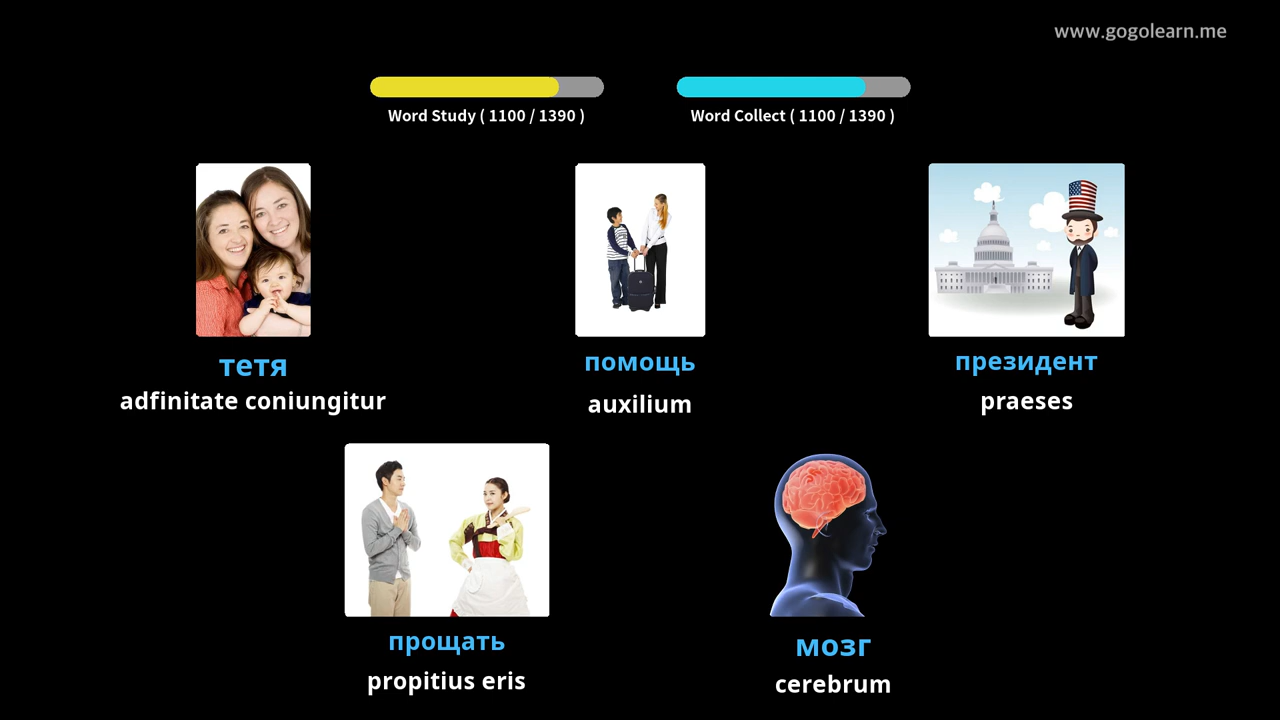 www.gogolearn.me
Word Study ( 1100 / 1390 )
Word Collect ( 1100 / 1390 )
тетя
adfinitate coniungitur
помощь
auxilium
президент
praeses
прощать
propitius eris
мозг
cerebrum